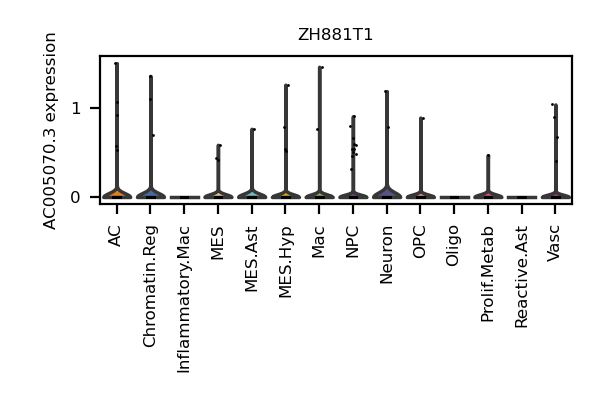 ZH881T1
AC005070.3 expression
1
0
AC
Chromatin.Reg
Inflammatory.Mac
MES
MES.Ast
MES.Hyp
Mac
NPC
Neuron
OPC
Oligo
Prolif.Metab
Reactive.Ast
Vasc